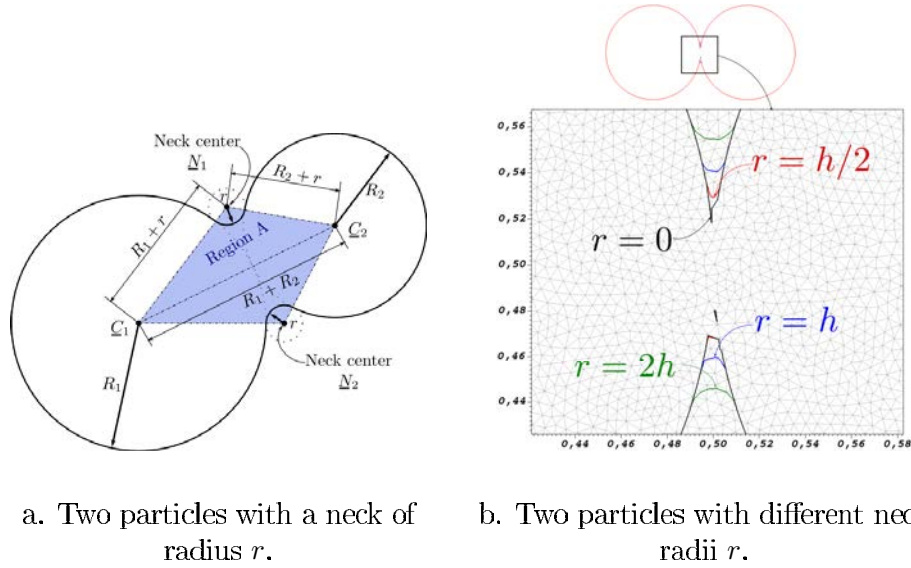 Neck center
N1
r
R2 + r
R2
R1 + r
C2
Region A
R1 + R2
C1
r
R1
Neck center
N2
0,56
0,54
0,52
0,50
0,48
0,46
0,44
r = h/2
r = 0
r = h
r = 2h
0,44 0,46 0,48 0,50 0,52 0,54 0,56 0,58
a. Two particles with a neck of
radius r.
b. Two particles with different nec
radii r.